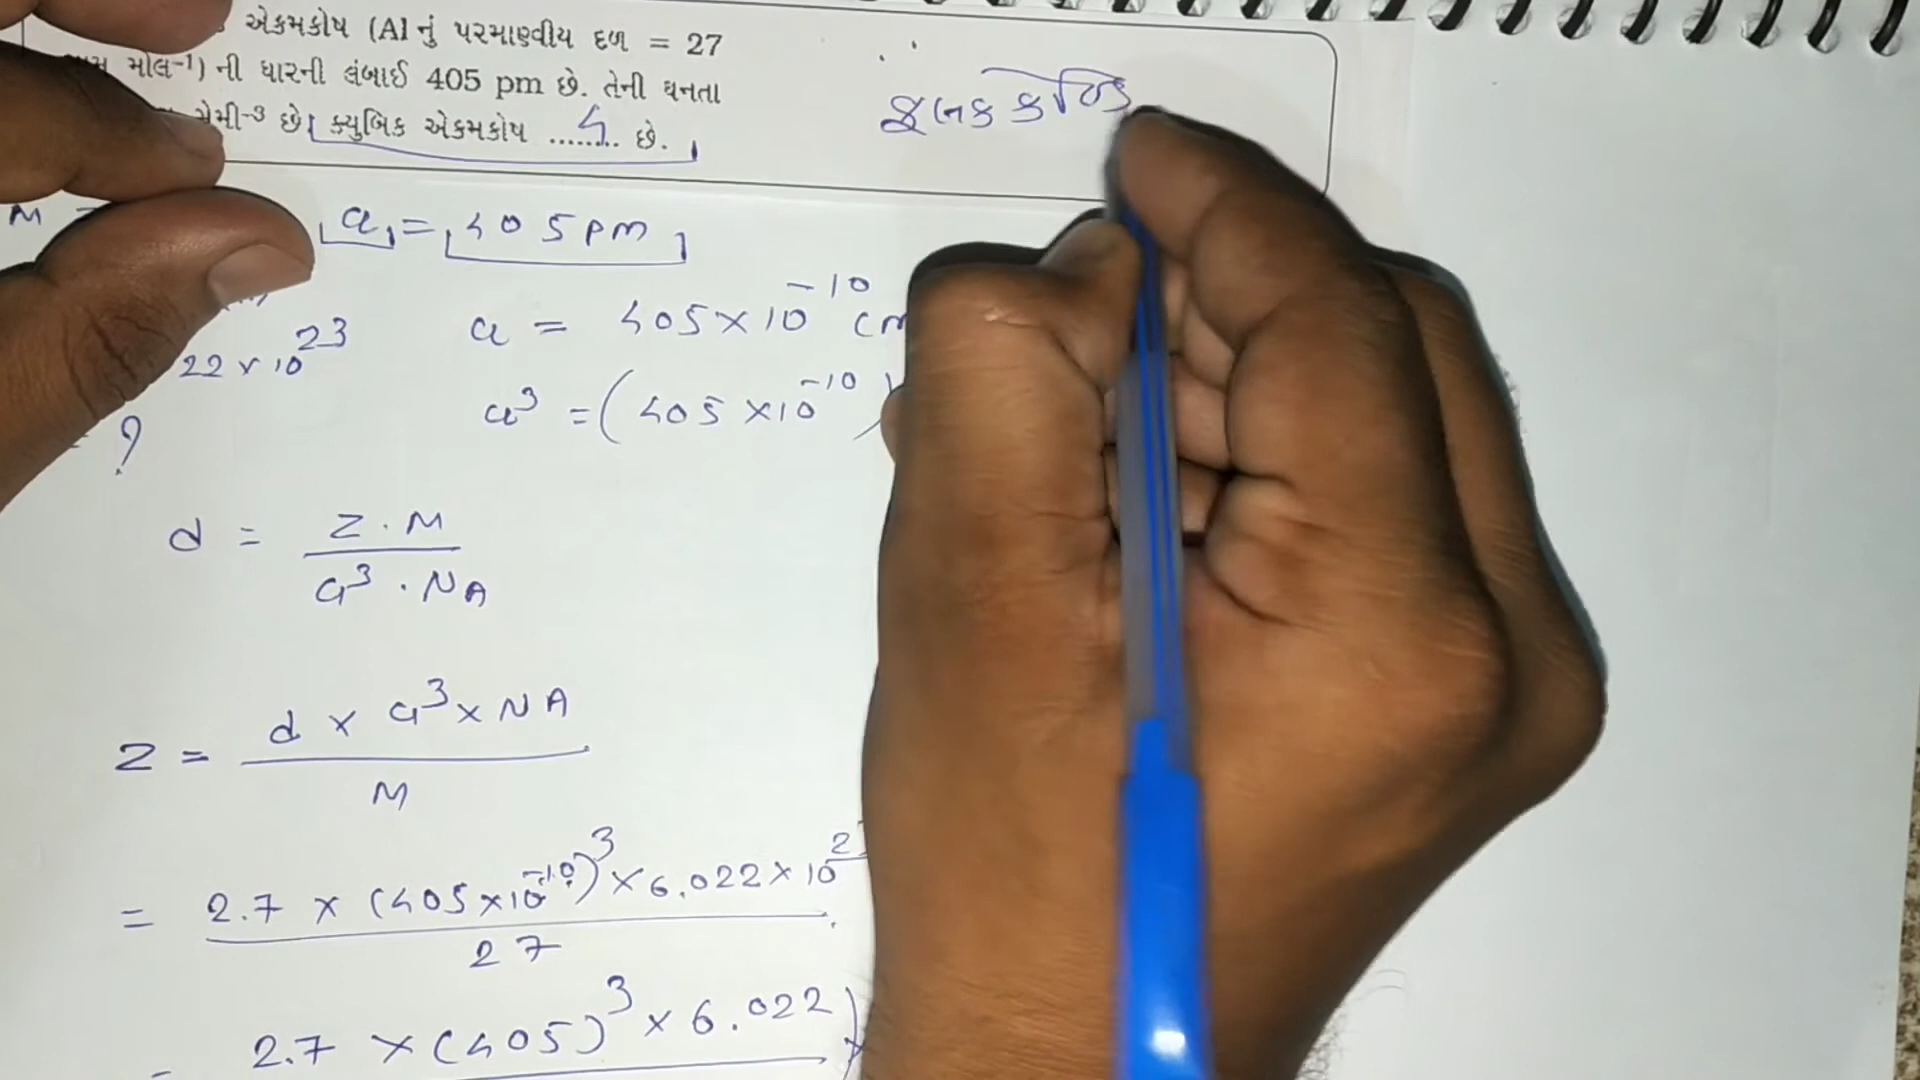 એકમકોષ (Al નું પરમાણ્વીય દળ = 27
મોલ⁻¹) ની ધારની લંબાઈ 405 pm છે. તેની ઘનતા
સેમી⁻³ છે. ક્યુબિક એકમકોષ ........ છે.
4
M
a = 405 pm
22 × 10²³
a = 405 × 10⁻¹⁰
?
a³ = (405 × 10⁻¹⁰)
d = Z · M / a³ · NA
Z = d × a³ × NA / M
= 2.7 × (405 × 10⁻¹⁰)³ × 6.022 × 10² / 27
= 2.7 × (405)³ × 6.022 ×